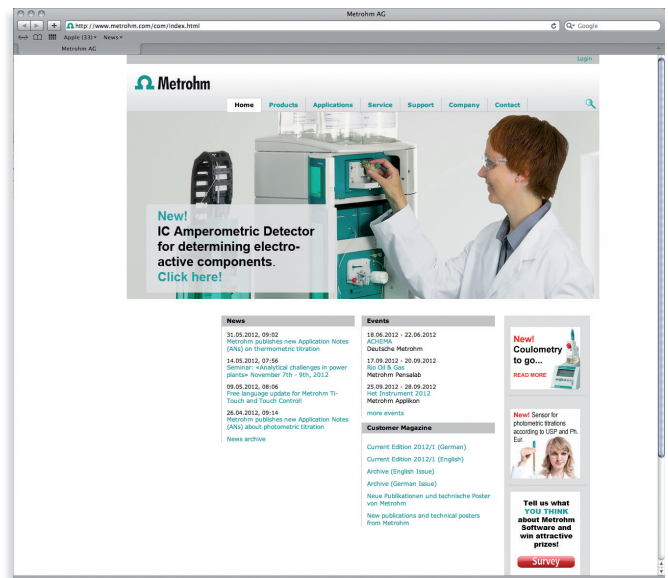 Metrohm AG
http://www.metrohm.com/com/index.html
Google
Apple (33) News
Metrohm AG
Login
Metrohm
Home Products Applications Service Support Company Contact
New!
IC Amperometric Detector
for determining electro-
active components.
Click here!
News
31.05.2012, 09:02
Metrohm publishes new Application Notes
(ANs) on thermometric titration
14.05.2012, 07:56
Seminar: «Analytical challenges in power
plants» November 7th - 9th, 2012
09.05.2012, 08:06
Free language update for Metrohm Ti-
Touch and Touch Control!
26.04.2012, 09:14
Metrohm publishes new Application Notes
(ANs) about photometric titration
News archive
Events
18.06.2012 - 22.06.2012
ACHEMA
Deutsche Metrohm
17.09.2012 - 20.09.2012
Rio Oil & Gas
Metrohm Pensalab
25.09.2012 - 28.09.2012
Het Instrument 2012
Metrohm Applikon
more events
Customer Magazine
Current Edition 2012/1 (German)
Current Edition 2012/1 (English)
Archive (English Issue)
Archive (German Issue)
Neue Publikationen und technische Poster
von Metrohm
New publications and technical posters
from Metrohm
New!
Coulometry
to go...
READ MORE
New! Sensor for
photometric titrations
according to USP and Ph.
Eur.
Tell us what
YOU THINK
about Metrohm
Software and
win attractive
prizes!
Survey